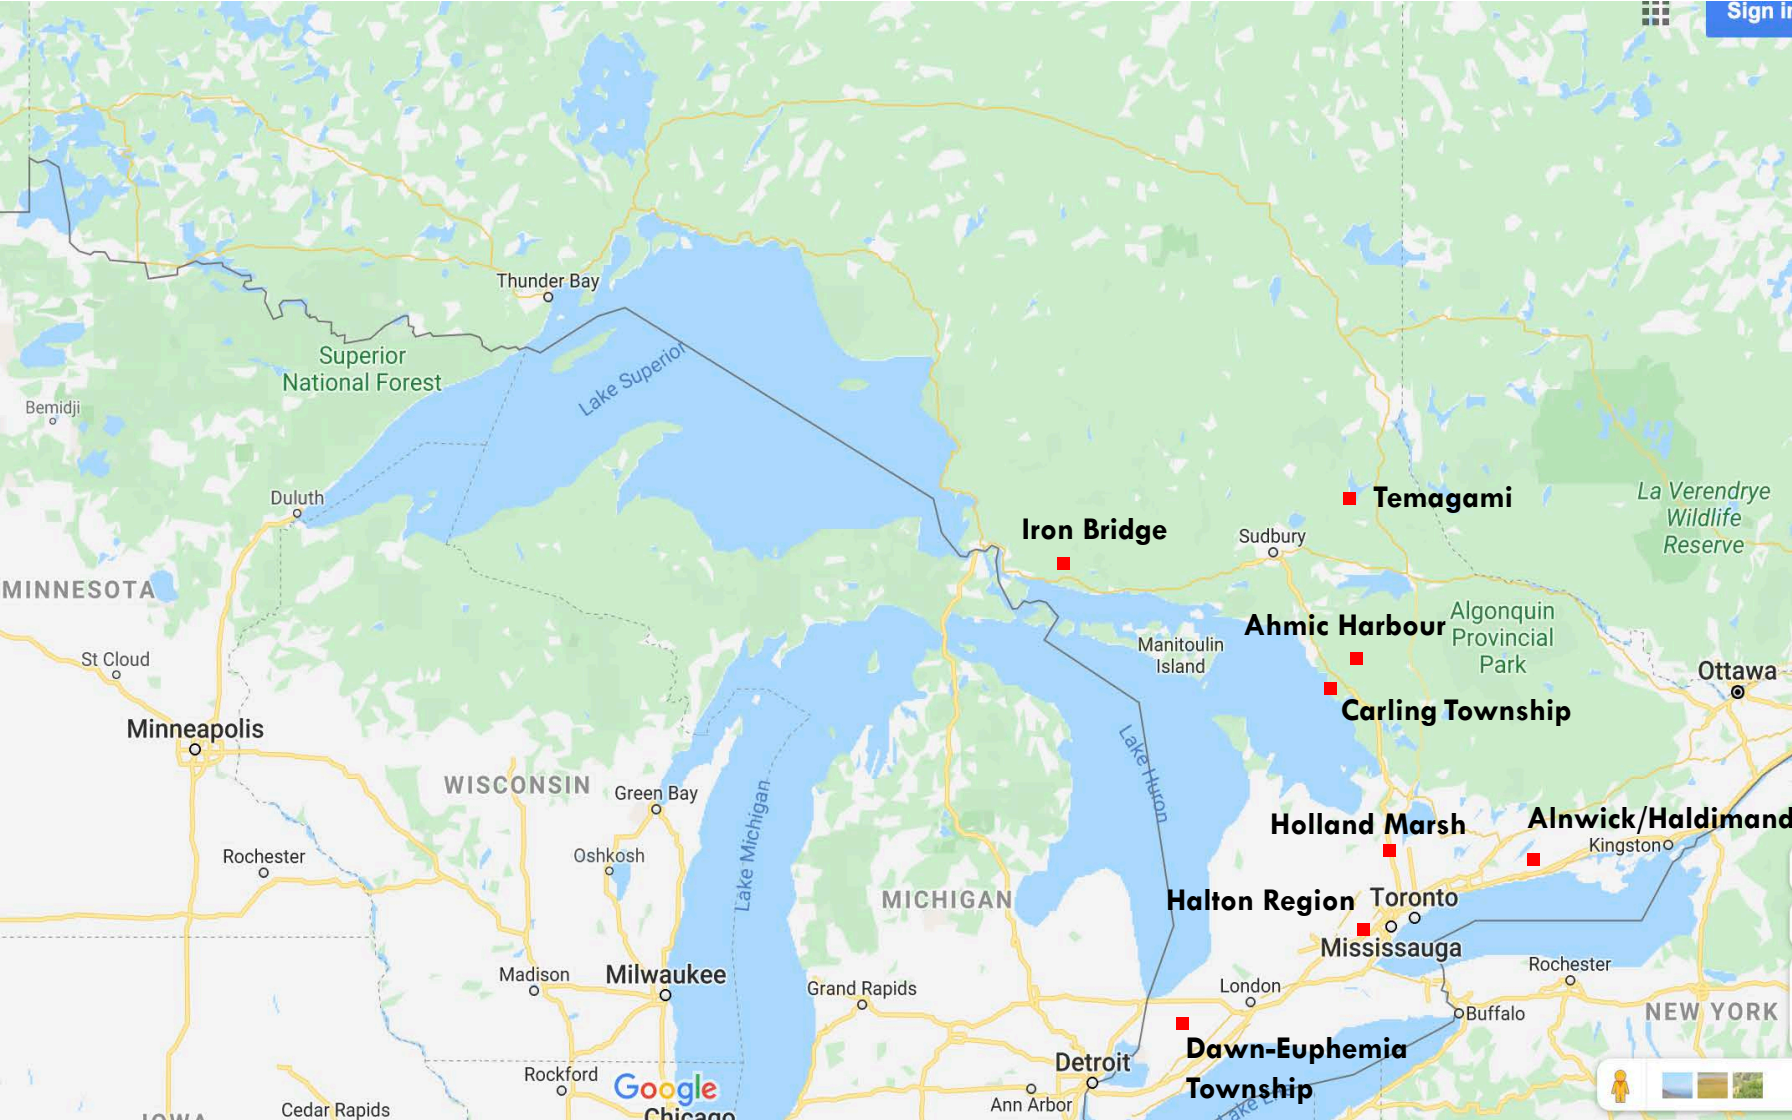 Sign i
Thunder Bay
Superior
National Forest
Lake Superior
Bemidji
Duluth
La Verendrye
Wildlife
Reserve
Temagami
Iron Bridge
Sudbury
MINNESOTA
Ahmic Harbour
Algonquin
Provincial
Park
Manitoulin
Island
St Cloud
Ottawa
Carling Township
Minneapolis
Lake Huron
WISCONSIN
Green Bay
Lake Michigan
Holland Marsh
Alnwick/Haldimand
Kingston
Rochester
Oshkosh
MICHIGAN
Halton Region
Toronto
Mississauga
Madison
Milwaukee
Grand Rapids
London
Rochester
Buffalo
NEW YORK
Dawn-Euphemia
Township
Detroit
Rockford
Google
Ann Arbor
Cedar Rapids
IOWA
Chicago